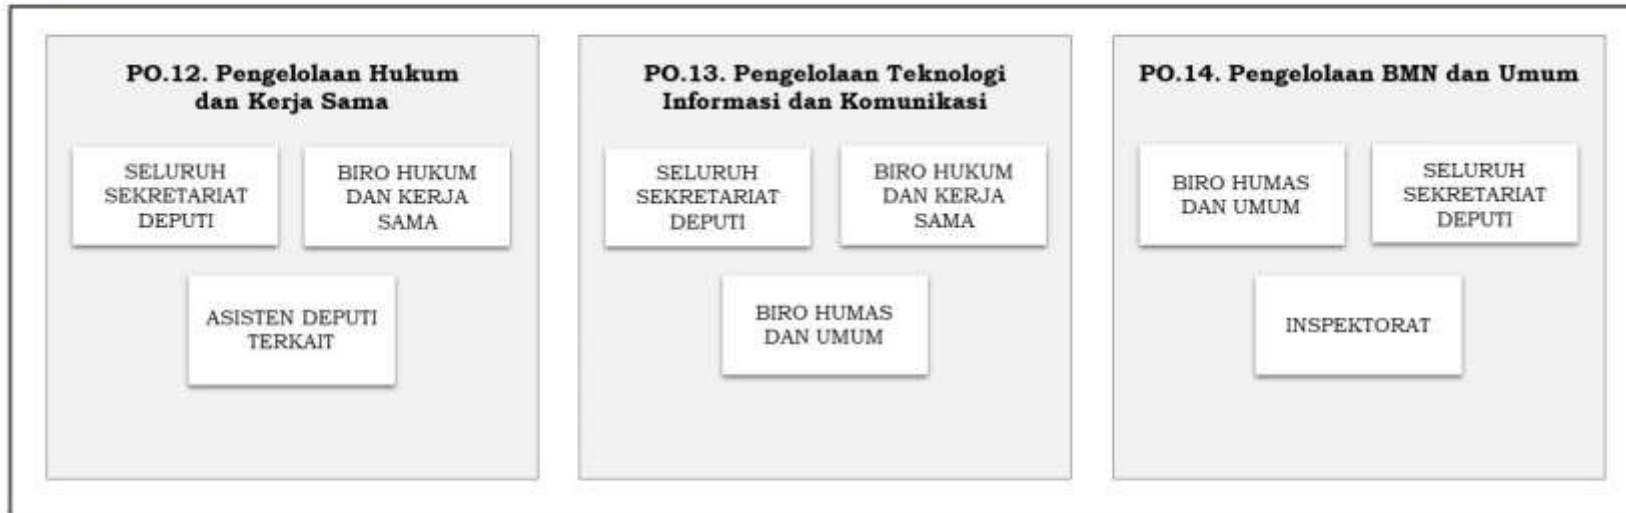 PO.12. Pengelolaan Hukum
dan Kerja Sama
SELURUH
SEKRETARIAT
DEPUTI
BIRO HUKUM
DAN KERJA
SAMA
ASISTEN DEPUTI
TERKAIT
PO.13. Pengelolaan Teknologi
Informasi dan Komunikasi
SELURUH
SEKRETARIAT
DEPUTI
BIRO HUKUM
DAN KERJA
SAMA
BIRO HUMAS
DAN UMUM
PO.14. Pengelolaan BMN dan Umum
BIRO HUMAS
DAN UMUM
SELURUH
SEKRETARIAT
DEPUTI
INSPEKTORAT